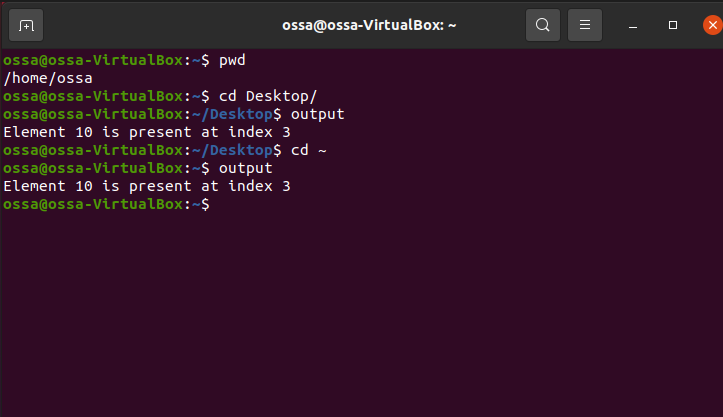 ossa@ossa-VirtualBox: ~
ossa@ossa-VirtualBox:~$ pwd
/home/ossa
ossa@ossa-VirtualBox:~$ cd Desktop/
ossa@ossa-VirtualBox:~/Desktop$ output
Element 10 is present at index 3
ossa@ossa-VirtualBox:~/Desktop$ cd ~
ossa@ossa-VirtualBox:~$ output
Element 10 is present at index 3
ossa@ossa-VirtualBox:~$